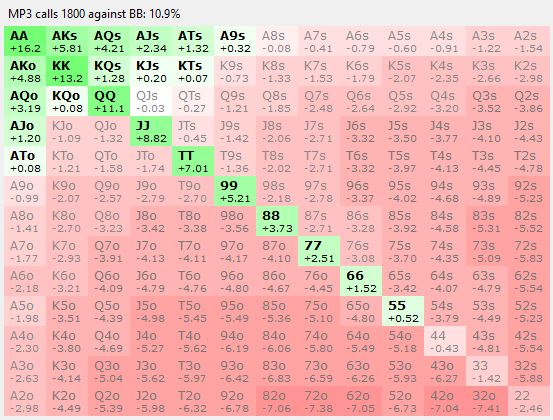 MP3 calls 1800 against BB: 10.9%
AA AKs AQs AJs ATs A9s A8s A7s A6s A5s A4s A3s A2s
+16.2 +5.81 +4.21 +2.34 +1.32 +0.32 -0.08 -0.41 -0.79 -0.60 -0.91 -1.22 -1.54
AKo KK KQs KJs KTs K9s K8s K7s K6s K5s K4s K3s K2s
+4.88 +13.2 +1.28 +0.20 +0.07 -0.73 -1.33 -1.53 -1.79 -2.07 -2.35 -2.66 -2.98
AQo KQo QQ QJs QTs Q9s Q8s Q7s Q6s Q5s Q4s Q3s Q2s
+3.19 +0.08 +11.1 -0.03 -0.27 -1.21 -1.85 -2.48 -2.64 -2.92 -3.20 -3.52 -3.86
AJo KJo QJo JJ JTs J9s J8s J7s J6s J5s J4s J3s J2s
+1.20 -1.09 -1.32 +8.82 -0.45 -1.42 -2.06 -2.71 -3.32 -3.50 -3.77 -4.10 -4.43
ATo KTo QTo JTo TT T9s T8s T7s T6s T5s T4s T3s T2s
+0.08 -1.21 -1.58 -1.74 +7.01 -1.36 -2.02 -2.71 -3.32 -3.97 -4.13 -4.45 -4.78
A9o K9o Q9o J9o T9o 99 98s 97s 96s 95s 94s 93s 92s
-0.99 -2.07 -2.57 -2.79 -2.70 +5.21 -2.18 -2.78 -3.37 -4.02 -4.68 -4.89 -5.23
A8o K8o Q8o J8o T8o 98o 88 87s 86s 85s 84s 83s 82s
-1.41 -2.70 -3.23 -3.42 -3.38 -3.56 +3.73 -2.71 -3.28 -3.92 -4.58 -5.31 -5.52
A7o K7o Q7o J7o T7o 97o 87o 77 76s 75s 74s 73s 72s
-1.77 -2.93 -3.91 -4.13 -4.11 -4.17 -4.10 +2.51 -3.08 -3.70 -4.35 -5.09 -5.83
A6o K6o Q6o J6o T6o 96o 86o 76o 66 65s 64s 63s 62s
-2.18 -3.21 -4.09 -4.79 -4.76 -4.80 -4.67 -4.45 +1.52 -3.42 -4.07 -4.79 -5.54
A5o K5o Q5o J5o T5o 95o 85o 75o 65o 55 54s 53s 52s
-1.98 -3.51 -4.39 -4.98 -5.45 -5.49 -5.36 -5.10 -4.80 +0.52 -3.79 -4.49 -5.23
A4o K4o Q4o J4o T4o 94o 84o 74o 64o 54o 44 43s 42s
-2.30 -3.80 -4.69 -5.27 -5.62 -6.19 -6.06 -5.80 -5.49 -5.18 -0.43 -4.81 -5.54
A3o K3o Q3o J3o T3o 93o 83o 73o 63o 53o 43o 33 32s
-2.63 -4.14 -5.04 -5.62 -5.97 -6.42 -6.83 -6.59 -6.26 -5.93 -6.27 -1.42 -5.88
A2o K2o Q2o J2o T2o 92o 82o 72o 62o 52o 42o 32o 22
-2.98 -4.49 -5.39 -5.98 -6.32 -6.78 -7.06 -7.38 -7.05 -6.73 -7.04 -7.41 -2.46